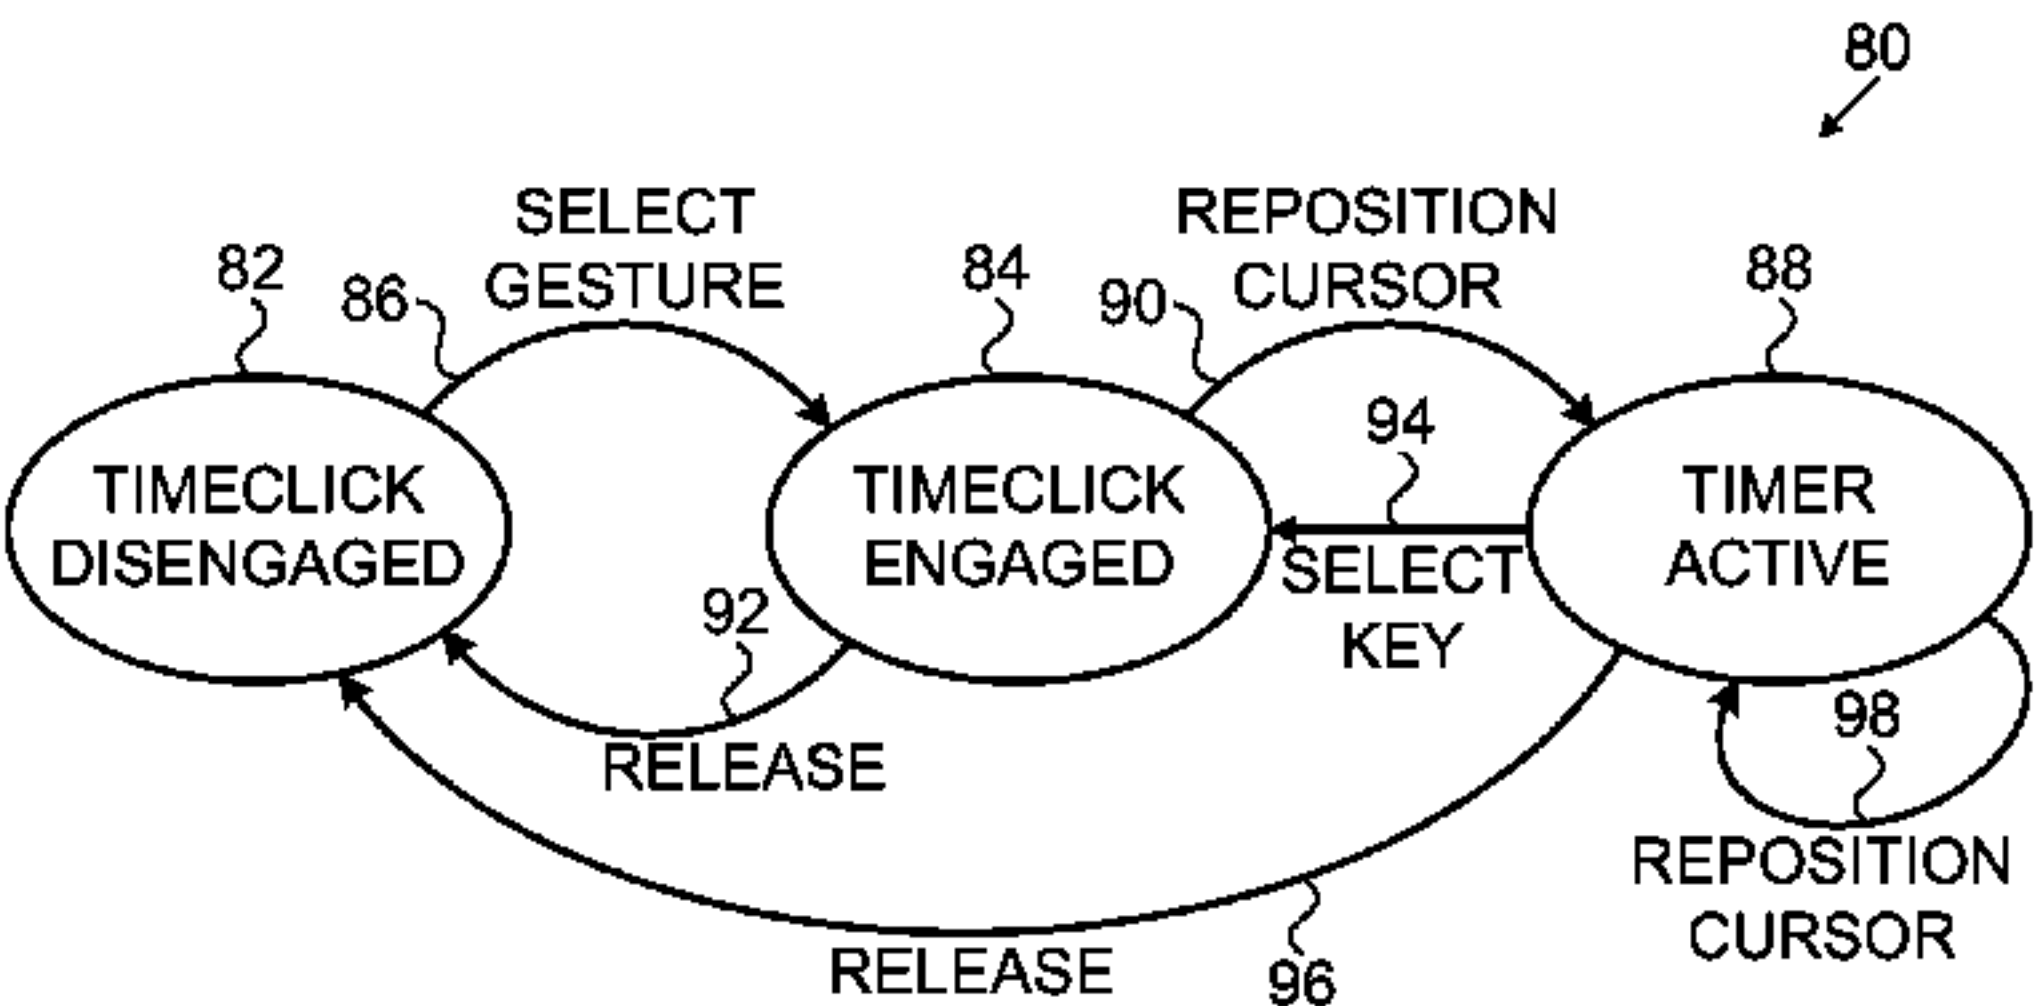 80
SELECT
GESTURE
REPOSITION
CURSOR
82
86
84
90
88
94
TIMECLICK
DISENGAGED
TIMECLICK
ENGAGED
SELECT
KEY
TIMER
ACTIVE
92
RELEASE
98
REPOSITION
CURSOR
RELEASE
96